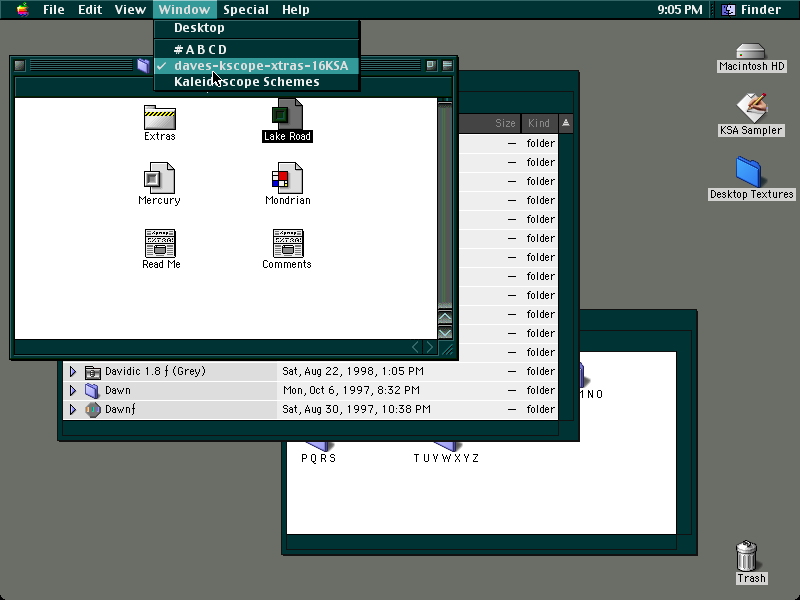 File Edit View Window Special Help 9:05 PM Finder
Desktop
# A B C D
✓ daves-kscope-xtras-16KSA
Kaleidoscope Schemes
Extras
Lake Road
Mercury
Mondrian
Read Me
Comments
Size Kind
— folder
— folder
— folder
— folder
— folder
— folder
— folder
— folder
— folder
— folder
— folder
— folder
Davidic 1.8 ƒ (Grey) Sat, Aug 22, 1998, 1:05 PM — folder
Dawn Mon, Oct 6, 1997, 8:32 PM — folder
Dawnƒ Sat, Aug 30, 1997, 10:38 PM — folder
N O
P Q R S
T U V W X Y Z
Macintosh HD
KSA Sampler
Desktop Textures
Trash